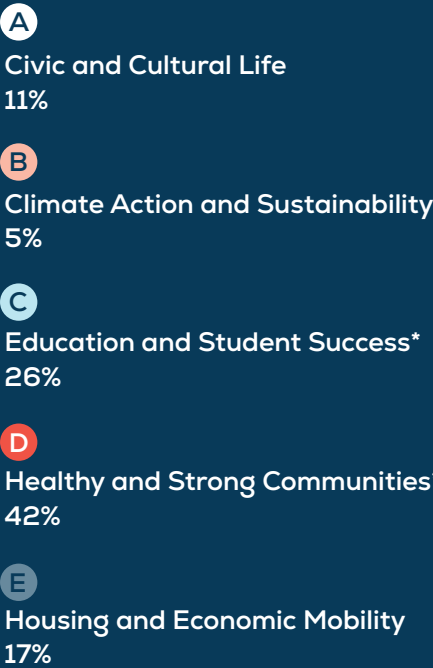 A
Civic and Cultural Life
11%
B
Climate Action and Sustainability
5%
C
Education and Student Success*
26%
D
Healthy and Strong Communities*
42%
E
Housing and Economic Mobility
17%